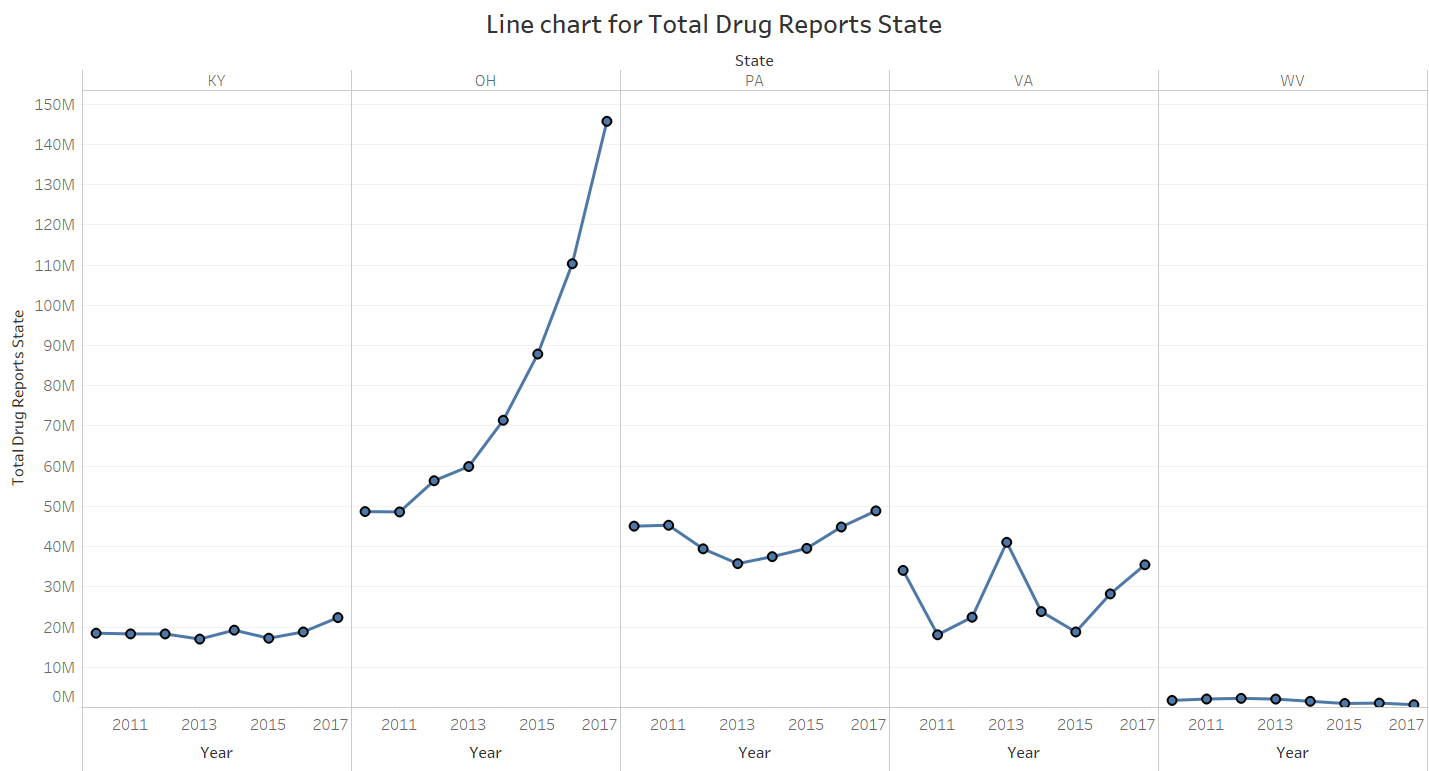 Line chart for Total Drug Reports State
State
KY OH PA VA WV
Total Drug Reports State
150M
140M
130M
120M
110M
100M
90M
80M
70M
60M
50M
40M
30M
20M
10M
0M
2011 2013 2015 2017 2011 2013 2015 2017 2011 2013 2015 2017 2011 2013 2015 2017 2011 2013 2015 2017
Year Year Year Year Year